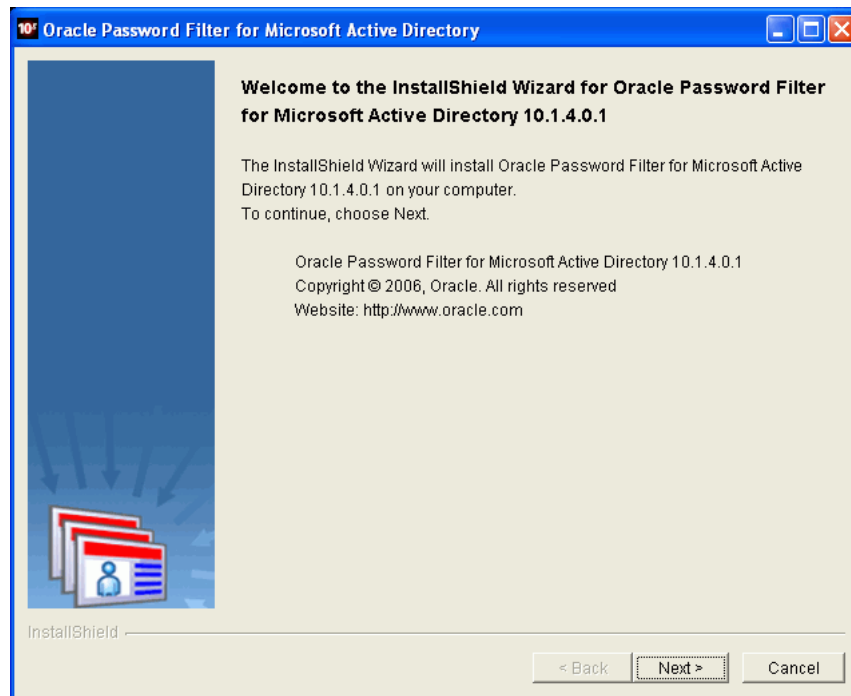 10g Oracle Password Filter for Microsoft Active Directory
Welcome to the InstallShield Wizard for Oracle Password Filter
for Microsoft Active Directory 10.1.4.0.1
The InstallShield Wizard will install Oracle Password Filter for Microsoft Active
Directory 10.1.4.0.1 on your computer.
To continue, choose Next.
Oracle Password Filter for Microsoft Active Directory 10.1.4.0.1
Copyright © 2006, Oracle. All rights reserved
Website: http://www.oracle.com
InstallShield
< Back Next > Cancel